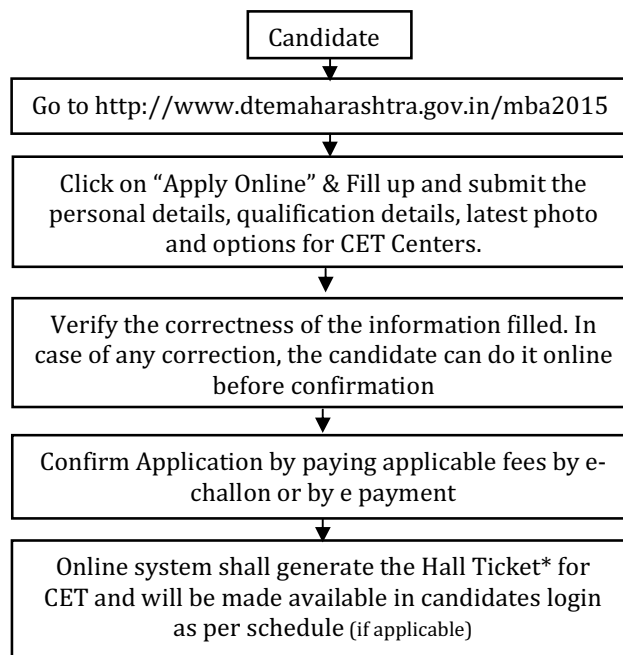 Candidate
Go to http://www.dtemaharashtra.gov.in/mba2015
Click on “Apply Online” & Fill up and submit the
personal details, qualification details, latest photo
and options for CET Centers.
Verify the correctness of the information filled. In
case of any correction, the candidate can do it online
before confirmation
Confirm Application by paying applicable fees by e-
challon or by e payment
Online system shall generate the Hall Ticket* for
CET and will be made available in candidates login
as per schedule (if applicable)